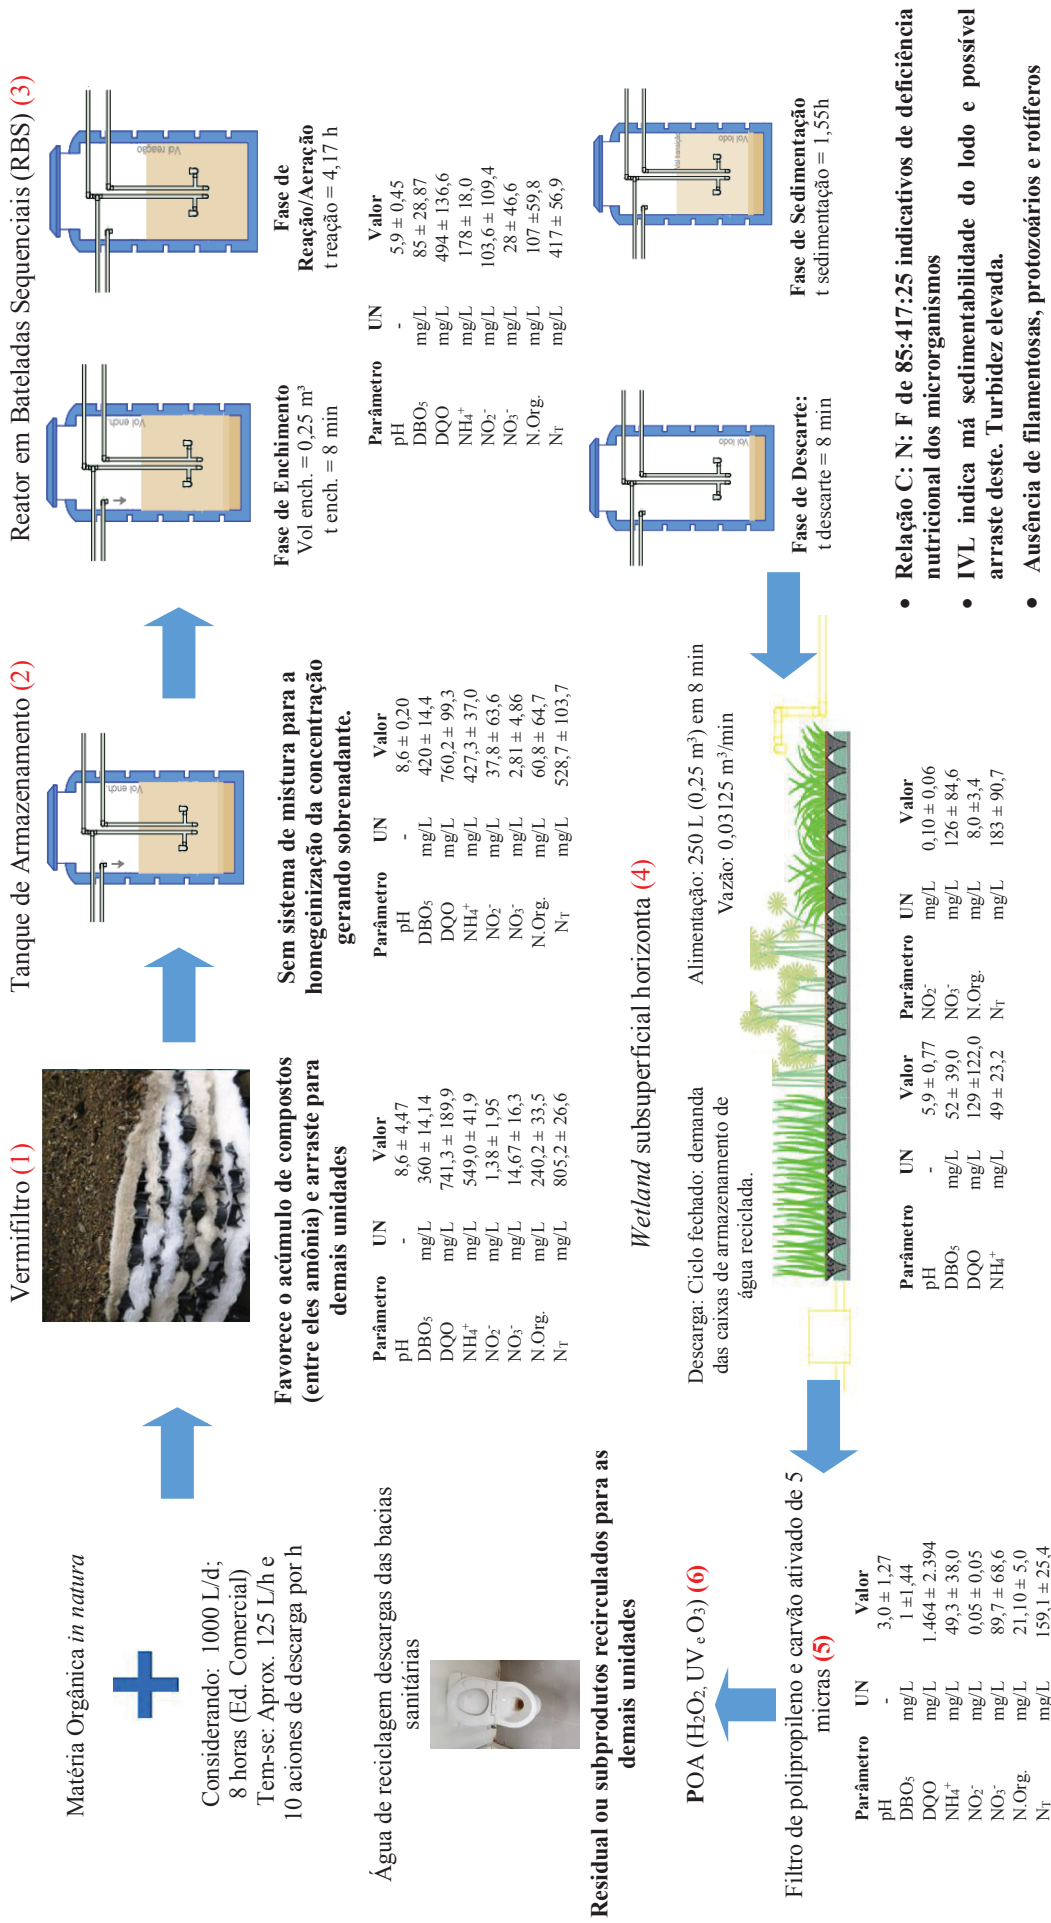 Matéria Orgânica in natura
Considerando: 1000 L/d;
8 horas (Ed. Comercial)
Tem-se: Aprox. 125 L/h e
10 aciones de descarga por h
Água de reciclagem descargas das bacias
sanitárias
Residual ou subprodutos recirculados para as
demais unidades
Vermifiltro (1)
Favorece o acúmulo de compostos
(entre eles amônia) e arraste para
demais unidades
Parâmetro UN Valor
pH - 8,6 ± 4,47
DBO₅ mg/L 360 ± 14,14
DQO mg/L 741,3 ± 189,9
NH₄⁺ mg/L 549,0 ± 41,9
NO₂⁻ mg/L 1,38 ± 1,95
NO₃⁻ mg/L 14,67 ± 16,3
N.Org. mg/L 240,2 ± 33,5
N_T mg/L 805,2 ± 26,6
Tanque de Armazenamento (2)
Vol ench.
Sem sistema de mistura para a
homegeinização da concentração
gerando sobrenadante.
Parâmetro UN Valor
pH - 8,6 ± 0,20
DBO₅ mg/L 420 ± 14,4
DQO mg/L 760,2 ± 99,3
NH₄⁺ mg/L 427,3 ± 37,0
NO₂⁻ mg/L 37,8 ± 63,6
NO₃⁻ mg/L 2,81 ± 4,86
N.Org. mg/L 60,8 ± 64,7
N_T mg/L 528,7 ± 103,7
Reator em Bateladas Sequenciais (RBS) (3)
Vol ench.
Fase de Enchimento
Vol ench. = 0,25 m³
t ench. = 8 min
Vol reação
Fase de
Reação/Aeração
t reação = 4,17 h
Parâmetro UN Valor
pH - 5,9 ± 0,45
DBO₅ mg/L 85 ± 28,87
DQO mg/L 494 ± 136,6
NH₄⁺ mg/L 178 ± 18,0
NO₂⁻ mg/L 103,6 ± 109,4
NO₃⁻ mg/L 28 ± 46,6
N.Org. mg/L 107 ±59,8
N_T mg/L 417 ± 56,9
Vol transição
Vol lodo
Fase de Sedimentação
t sedimentação = 1,55h
Vol lodo
Fase de Descarte:
t descarte = 8 min
• Relação C: N: F de 85:417:25 indicativos de deficiência
nutricional dos microrganismos
• IVL indica má sedimentabilidade do lodo e possível
arraste deste. Turbidez elevada.
• Ausência de filamentosas, protozoários e rotíferos
Wetland subsuperficial horizonta (4)
Alimentação: 250 L (0,25 m³) em 8 min
Vazão: 0,03125 m³/min
Descarga: Ciclo fechado: demanda
das caixas de armazenamento de
água reciclada.
Parâmetro UN Valor Parâmetro UN Valor
pH - 5,9 ± 0,77 NO₂⁻ mg/L 0,10 ± 0,06
DBO₅ mg/L 52 ± 39,0 NO₃⁻ mg/L 126 ± 84,6
DQO mg/L 129 ±122,0 N.Org. mg/L 8,0 ±3,4
NH₄⁺ mg/L 49 ± 23,2 N_T mg/L 183 ± 90,7
Filtro de polipropileno e carvão ativado de 5
micras (5)
Parâmetro UN Valor
pH - 3,0 ± 1,27
DBO₅ mg/L 1 ±1,44
DQO mg/L 1.464 ± 2.394
NH₄⁺ mg/L 49,3 ± 38,0
NO₂⁻ mg/L 0,05 ± 0,05
NO₃⁻ mg/L 89,7 ± 68,6
N.Org. mg/L 21,10 ± 5,0
N_T mg/L 159,1 ± 25,4
POA (H₂O₂, UV e O₃) (6)